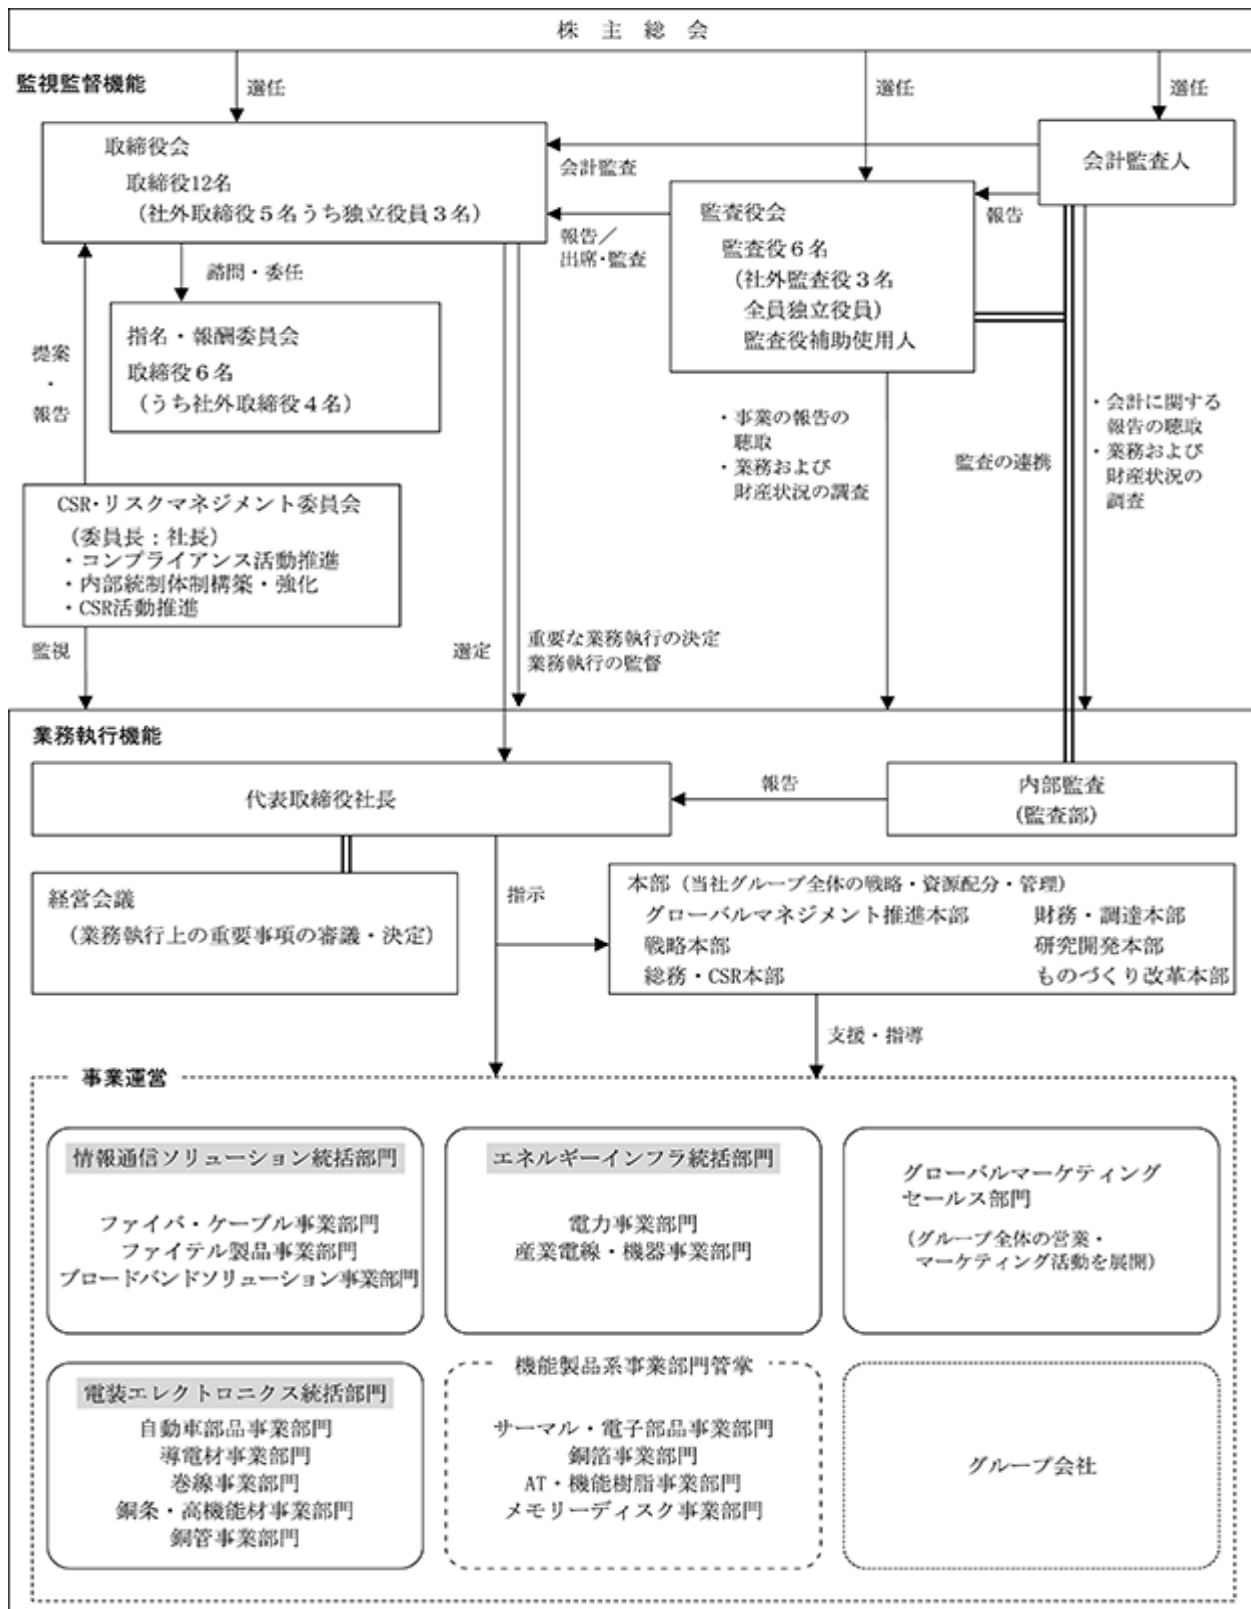 株主総会
監視監督機能
選任
選任
選任
取締役会
取締役12名
(社外取締役5名うち独立役員3名)
会計監査
会計監査人
報告
報告／
出席・監査
監査役会
監査役6名
(社外監査役3名
全員独立役員)
監査役補助使用人
諮問・委任
指名・報酬委員会
取締役6名
(うち社外取締役4名)
提案
・
報告
・事業の報告の
聴取
・業務および
財産状況の調査
監査の連携
・会計に関する
報告の聴取
・業務および
財産状況の
調査
CSR・リスクマネジメント委員会
(委員長：社長)
・コンプライアンス活動推進
・内部統制体制構築・強化
・CSR活動推進
監視
選定
重要な業務執行の決定
業務執行の監督
業務執行機能
代表取締役社長
報告
内部監査
(監査部)
経営会議
(業務執行上の重要事項の審議・決定)
指示
本部（当社グループ全体の戦略・資源配分・管理）
グローバルマネジメント推進本部
財務・調達本部
戦略本部
研究開発本部
総務・CSR本部
ものづくり改革本部
支援・指導
事業運営
情報通信ソリューション統括部門
ファイバ・ケーブル事業部門
ファイテル製品事業部門
ブロードバンドソリューション事業部門
エネルギーインフラ統括部門
電力事業部門
産業電線・機器事業部門
グローバルマーケティング
セールス部門
(グループ全体の営業・
マーケティング活動を展開)
電装エレクトロニクス統括部門
自動車部品事業部門
導電材事業部門
巻線事業部門
銅条・高機能材事業部門
銅管事業部門
機能製品系事業部門管掌
サーマル・電子部品事業部門
銅箔事業部門
AT・機能樹脂事業部門
メモリーディスク事業部門
グループ会社